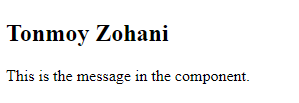 Tonmoy Zohani
This is the message in the component.